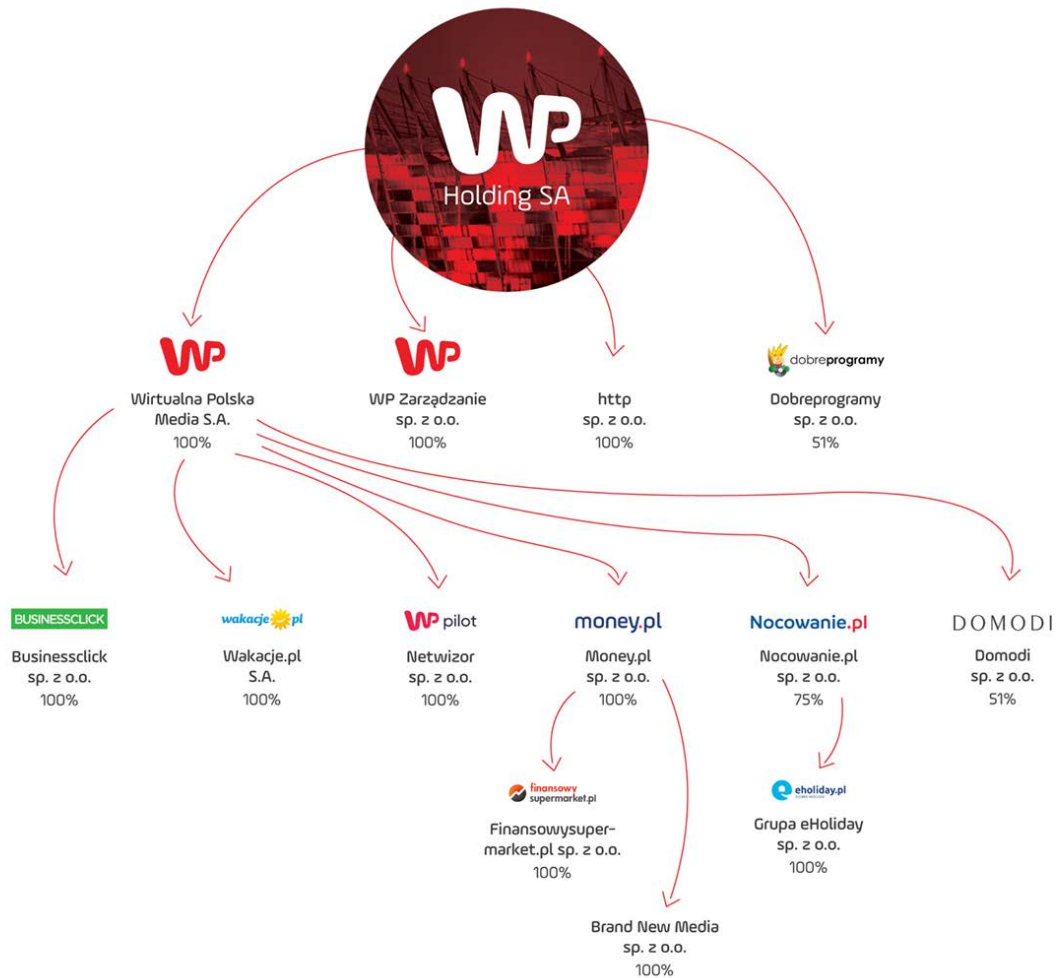 WP
Holding SA
WP
Wirtualna Polska
Media S.A.
100%
WP
WP Zarządzanie
sp. z o.o.
100%
http
sp. z o.o.
100%
dobreprogramy
Dobreprogramy
sp. z o.o.
51%
BUSINESSCLICK
Businessclick
sp. z o.o.
100%
wakacje.pl
Wakacje.pl
S.A.
100%
WP pilot
Netwizor
sp. z o.o.
100%
money.pl
Money.pl
sp. z o.o.
100%
Nocowanie.pl
Nocowanie.pl
sp. z o.o.
75%
DOMODI
Domodi
sp. z o.o.
51%
finansowy
supermarket.pl
Finansowysuper-
market.pl sp. z o.o.
100%
eholiday.pl
Grupa eHoliday
sp. z o.o.
100%
Brand New Media
sp. z o.o.
100%